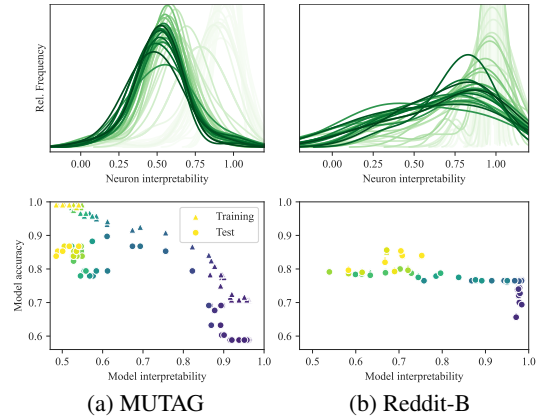 Rel. Frequency
0.00 0.25 0.50 0.75 1.00
Neuron interpretability
0.00 0.25 0.50 0.75 1.00
Neuron interpretability
Model accuracy
1.0
0.9
0.8
0.7
0.6
Training
Test
0.5 0.6 0.7 0.8 0.9 1.0
Model interpretability
1.0
0.9
0.8
0.7
0.6
0.5 0.6 0.7 0.8 0.9 1.0
Model interpretability
(a) MUTAG
(b) Reddit-B